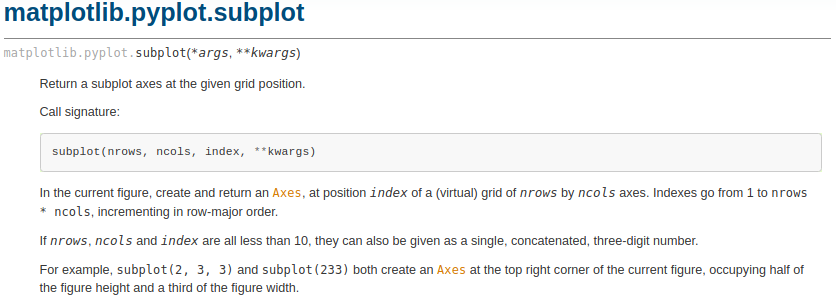 matplotlib.pyplot.subplot
matplotlib.pyplot.subplot(*args, **kwargs)
Return a subplot axes at the given grid position.
Call signature:
subplot(nrows, ncols, index, **kwargs)
In the current figure, create and return an Axes, at position index of a (virtual) grid of nrows by ncols axes. Indexes go from 1 to nrows
* ncols, incrementing in row-major order.
If nrows, ncols and index are all less than 10, they can also be given as a single, concatenated, three-digit number.
For example, subplot(2, 3, 3) and subplot(233) both create an Axes at the top right corner of the current figure, occupying half of
the figure height and a third of the figure width.